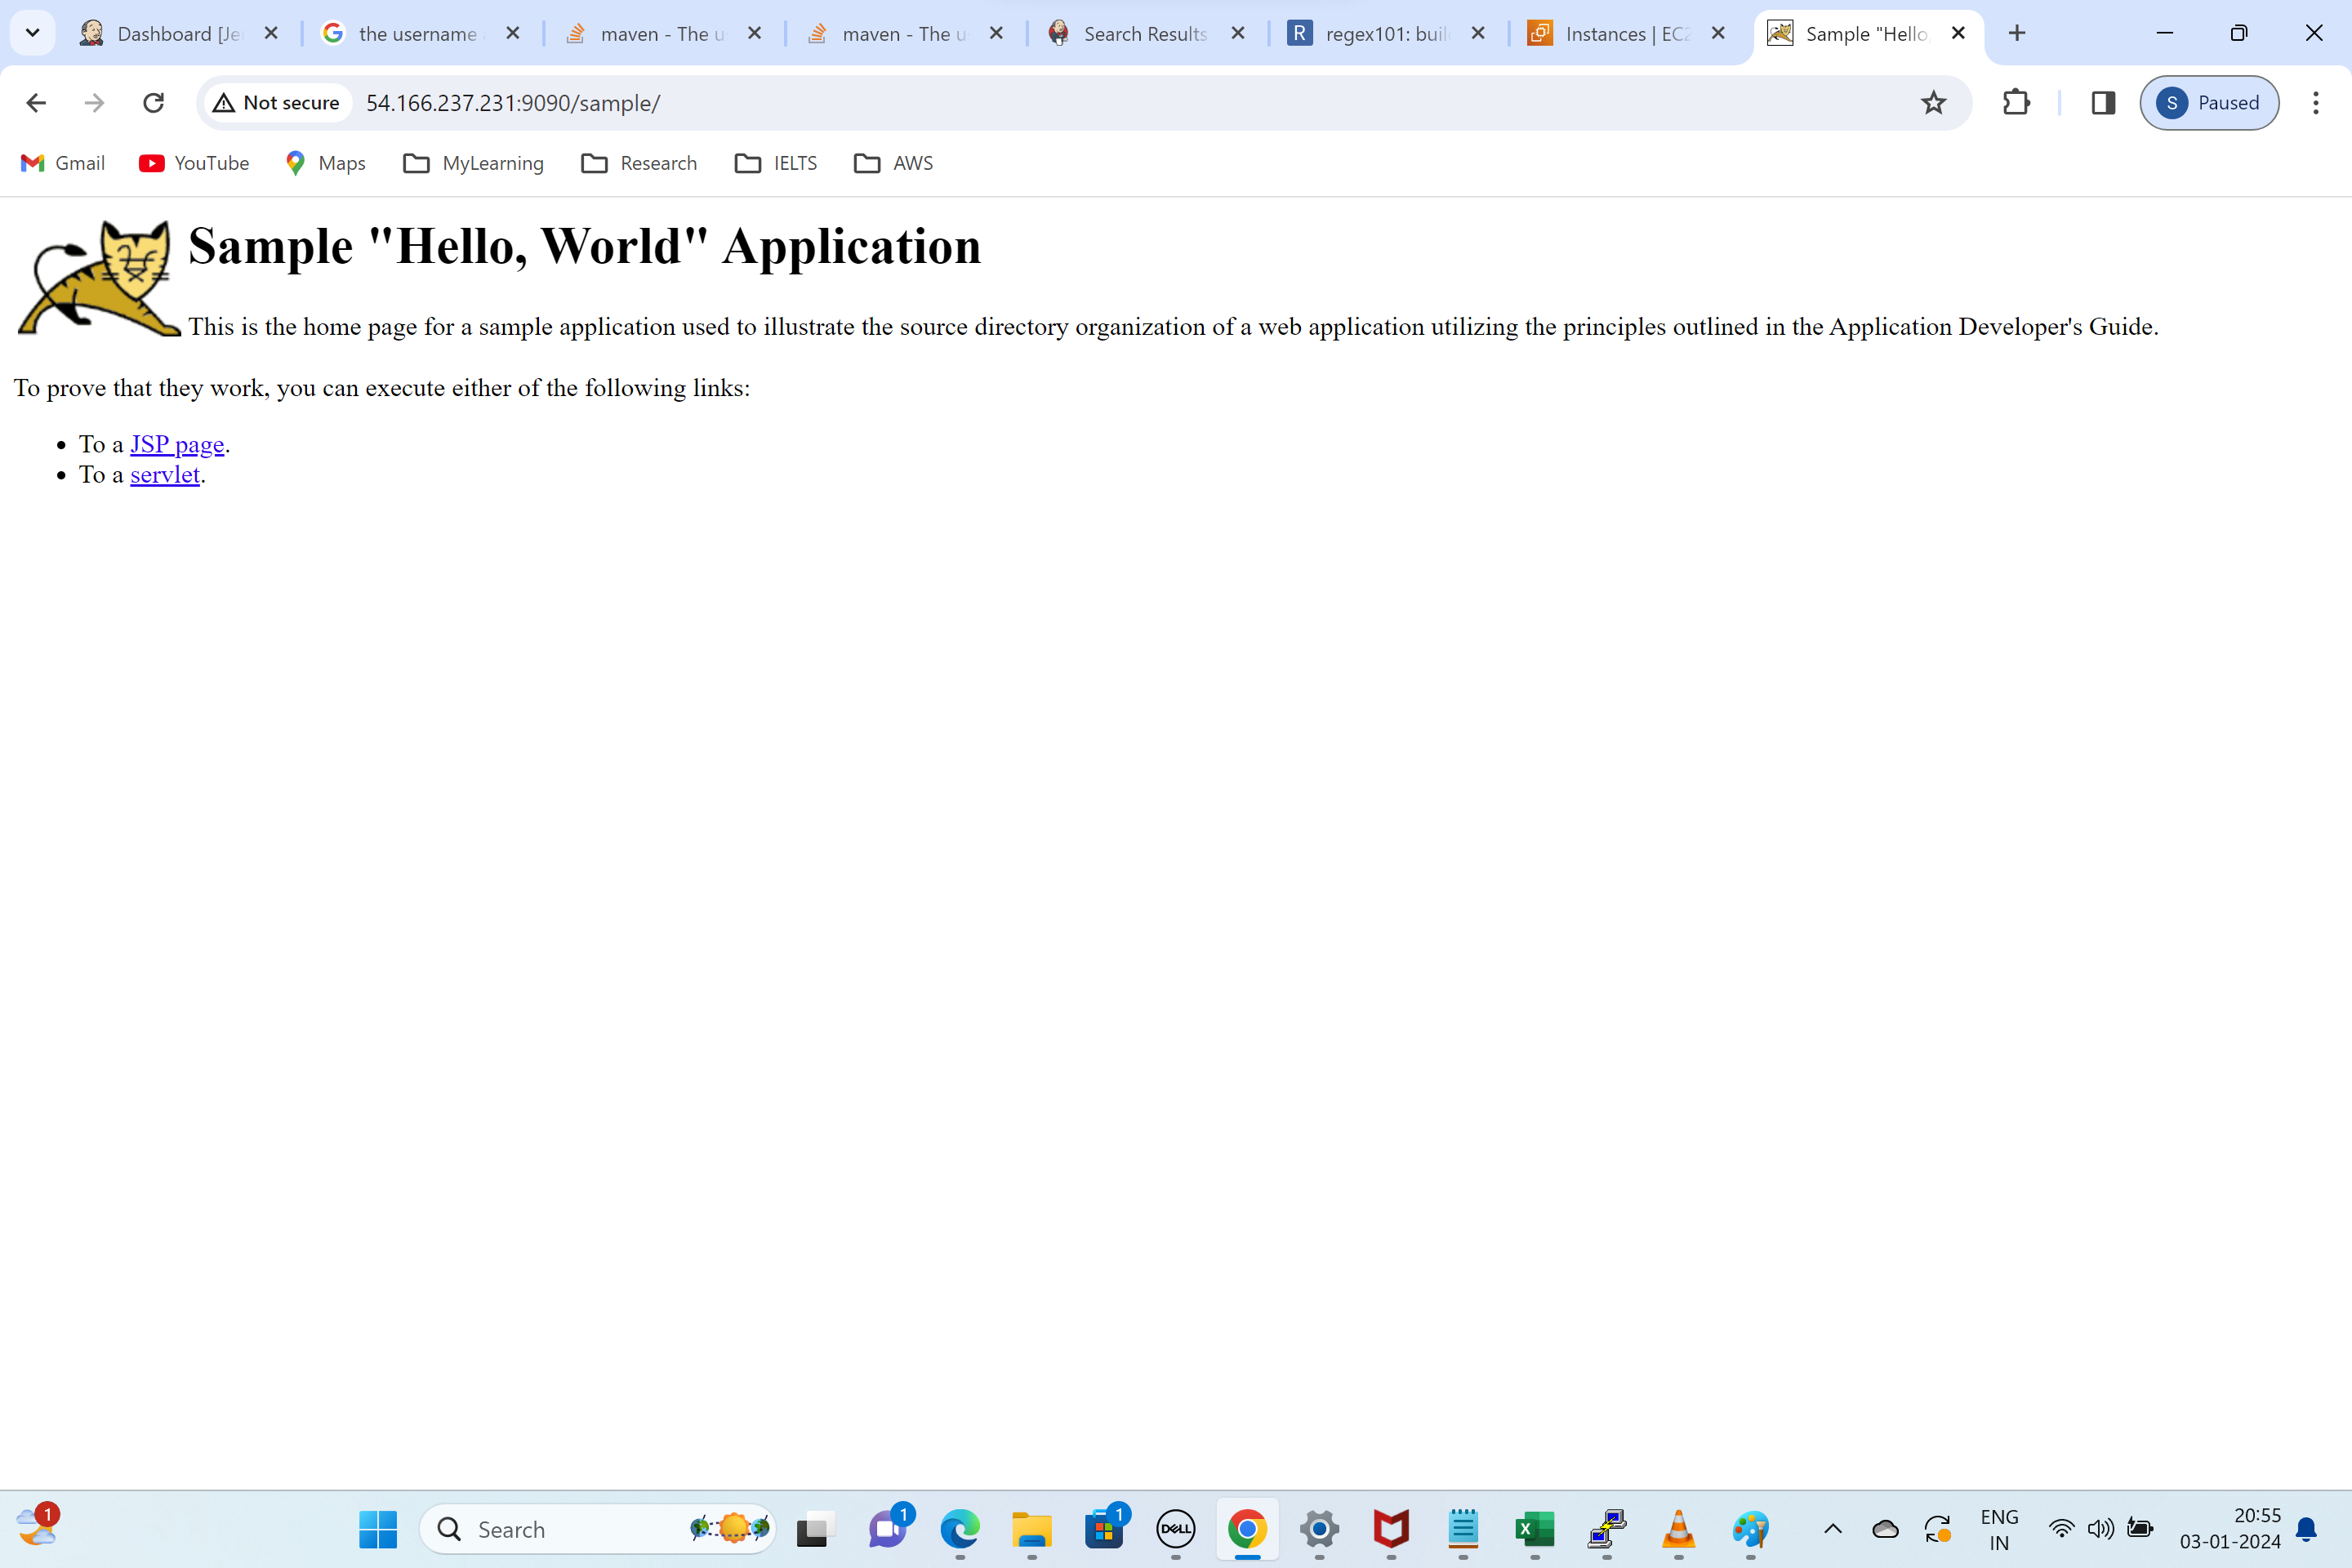 Dashboard [Je
the username
maven - The u
maven - The u
Search Results
R regex101: buil
Instances | EC2
Sample "Hello,
Not secure 54.166.237.231:9090/sample/
S Paused
Gmail YouTube Maps MyLearning Research IELTS AWS
Sample "Hello, World" Application
This is the home page for a sample application used to illustrate the source directory organization of a web application utilizing the principles outlined in the Application Developer's Guide.
To prove that they work, you can execute either of the following links:
• To a JSP page.
• To a servlet.
1
Search
1
1
DELL
X
ENG
IN
20:55
03-01-2024